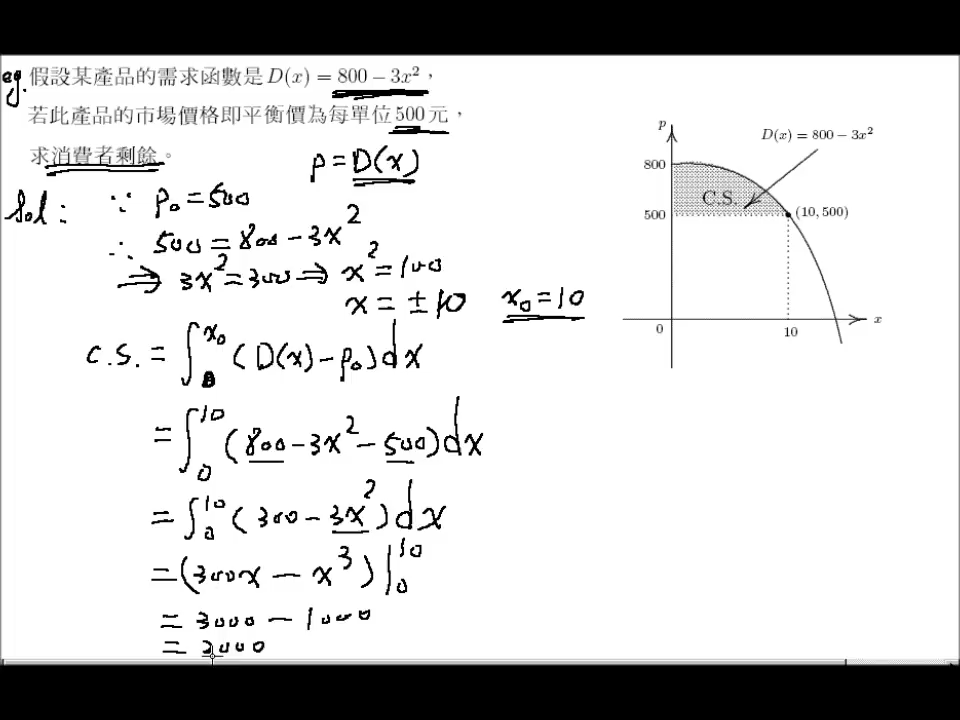 eg. 假設某產品的需求函數是 D(x) = 800 − 3x²，
若此產品的市場價格即平衡價為每單位 500 元，
求消費者剩餘。
p = D(x)
Sol: ∵ p₀ = 500
∴ 500 = 800 − 3x²
⇒ 3x² = 300 ⇒ x² = 100
x = ±10 x₀ = 10
C.S. = ∫₀^x₀ (D(x) − p₀) dx
= ∫₀^10 (800 − 3x² − 500) dx
= ∫₀^10 (300 − 3x²) dx
= (300x − x³) |₀^10
= 3000 − 1000
= 2000
p
D(x) = 800 − 3x²
800
C.S.
500
(10, 500)
0
10
x